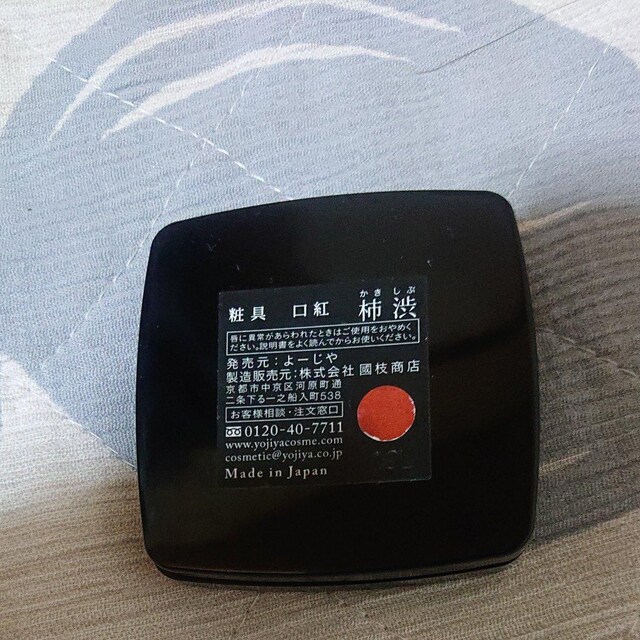 粧具 口紅 柿渋
かきしぶ
唇に異常があらわれたときはご使用をおやめく
ださい。説明書をよく読んでからお使いください。
発売元：よーじや
製造販売元：株式会社 國枝商店
京都市中京区河原町通
二条下る一之船入町538
お客様相談・注文窓口
0120-40-7711
www.yojiyacosme.com
cosmetic@yojiya.co.jp
Made in Japan